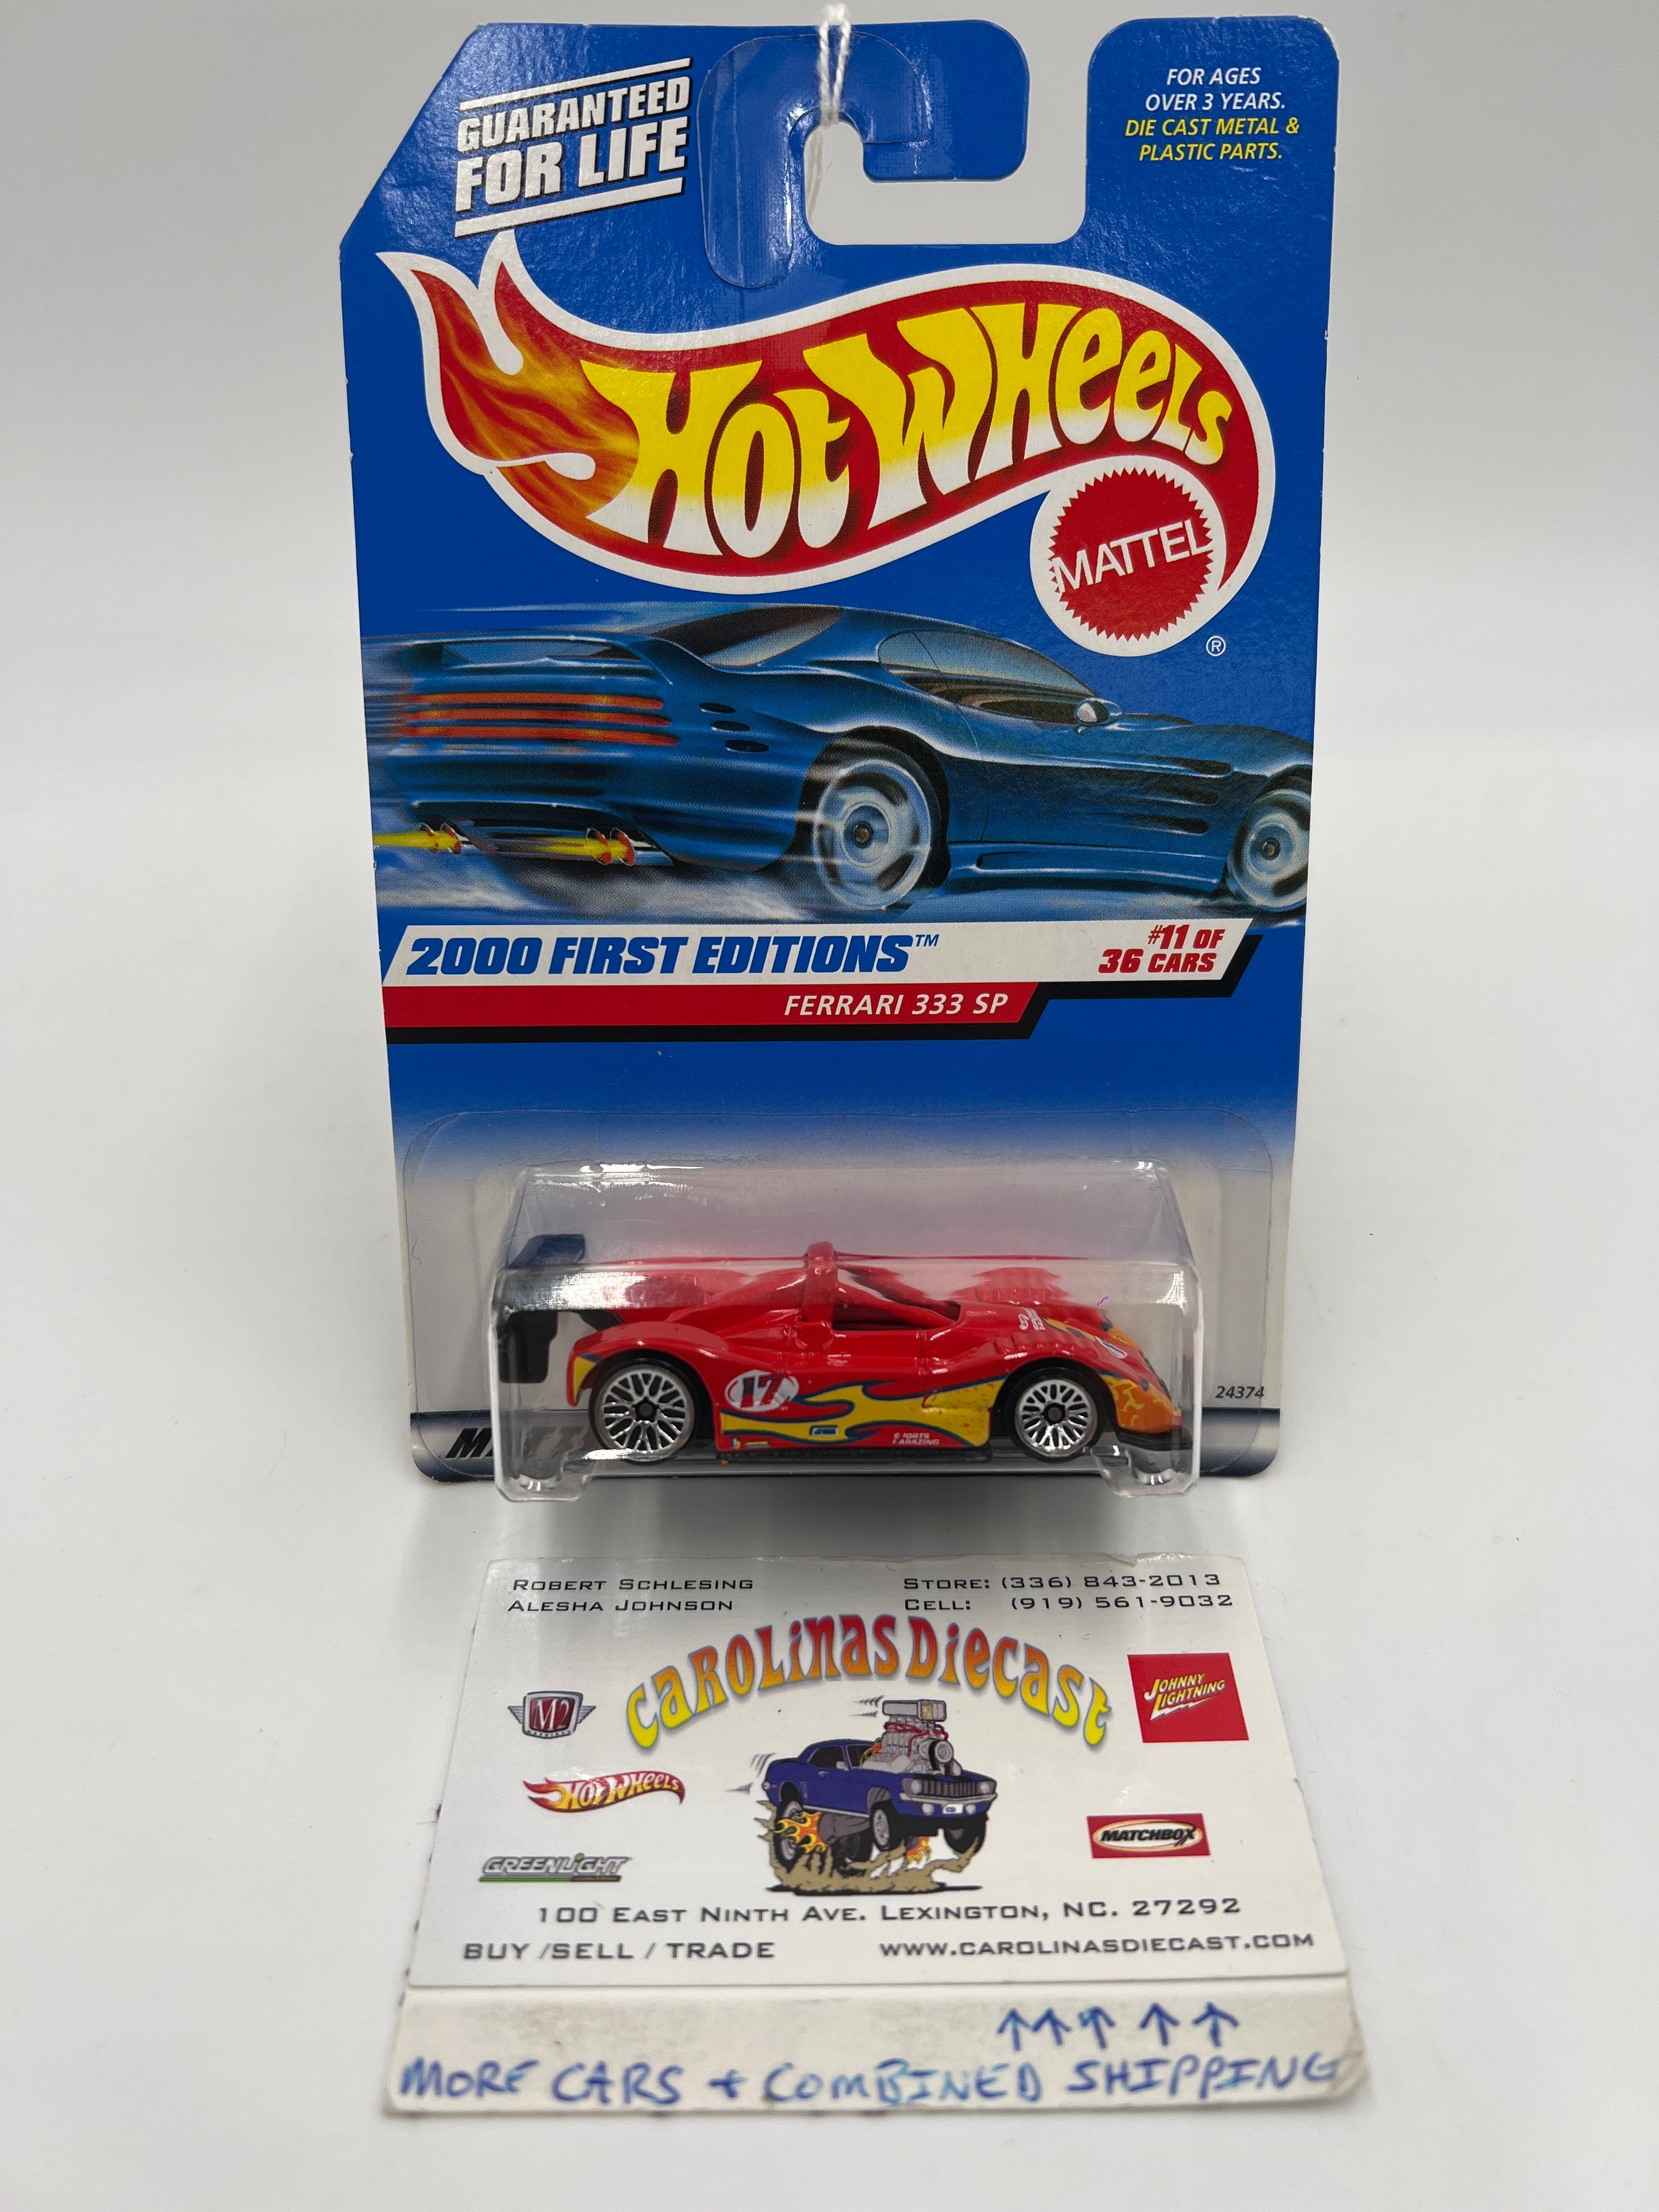 GUARANTEED
FOR LIFE
FOR AGES
OVER 3 YEARS.
DIE CAST METAL &
PLASTIC PARTS.
HOT WHEELS
MATTEL
®
2000 FIRST EDITIONS™
#11 OF
36 CARS
FERRARI 333 SP
17
24374
ROBERT SCHLESING
ALESHA JOHNSON
STORE: (336) 843-2013
CELL: (919) 561-9032
CAROLINAS DIECAST
M2
JOHNNY
LIGHTNING
HOT WHEELS
MATCHBOX
GREENLIGHT
100 EAST NINTH AVE. LEXINGTON, NC. 27292
BUY /SELL / TRADE
WWW.CAROLINASDIECAST.COM
↑↑↑ ↑ ↑
MORE CARS + COMBINED SHIPPING